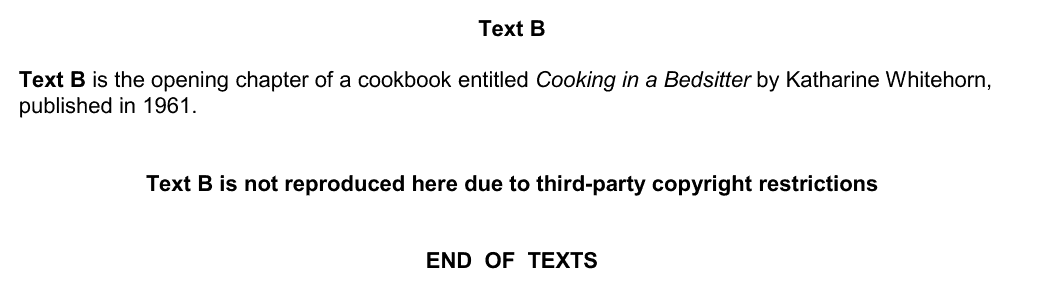 Text B
Text B is the opening chapter of a cookbook entitled Cooking in a Bedsitter by Katharine Whitehorn,
published in 1961.
Text B is not reproduced here due to third-party copyright restrictions
END OF TEXTS